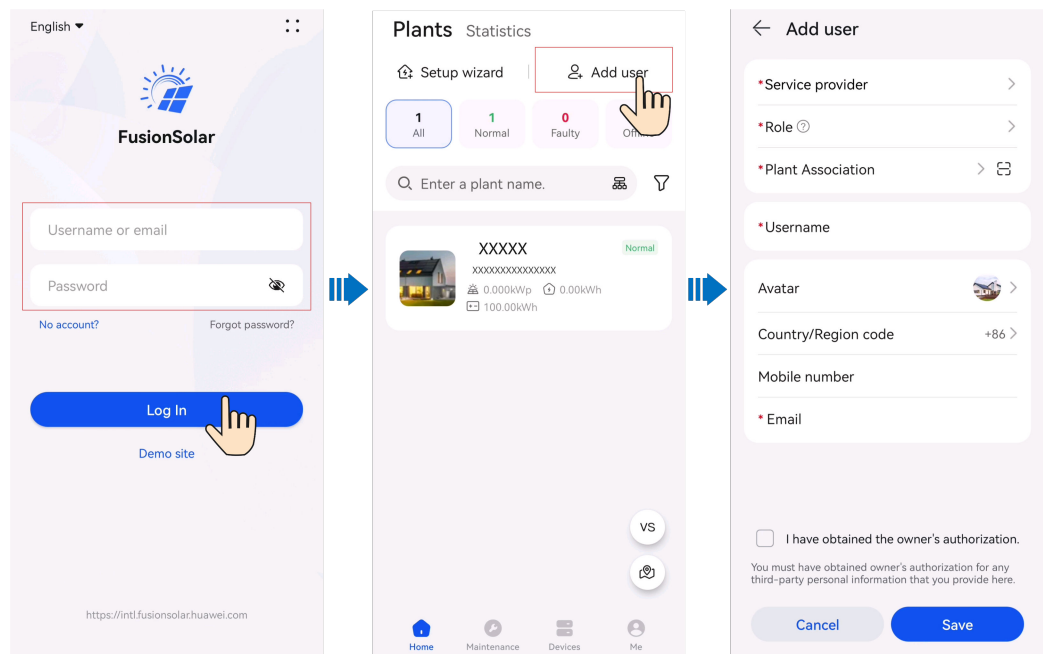 English
FusionSolar
Username or email
Password
No account? Forgot password?
Log In
Demo site
https://intl.fusionsolar.huawei.com
Plants Statistics
Setup wizard Add user
1 1 0
All Normal Faulty
Enter a plant name.
XXXXX Normal
XXXXXXXXXXXXXXX
0.000kWp 0.00kWh
100.00kWh
VS
Home Maintenance Devices Me
Add user
*Service provider
*Role ?
*Plant Association
*Username
Avatar
Country/Region code +86
Mobile number
* Email
I have obtained the owner's authorization.
You must have obtained owner's authorization for any
third-party personal information that you provide here.
Cancel Save